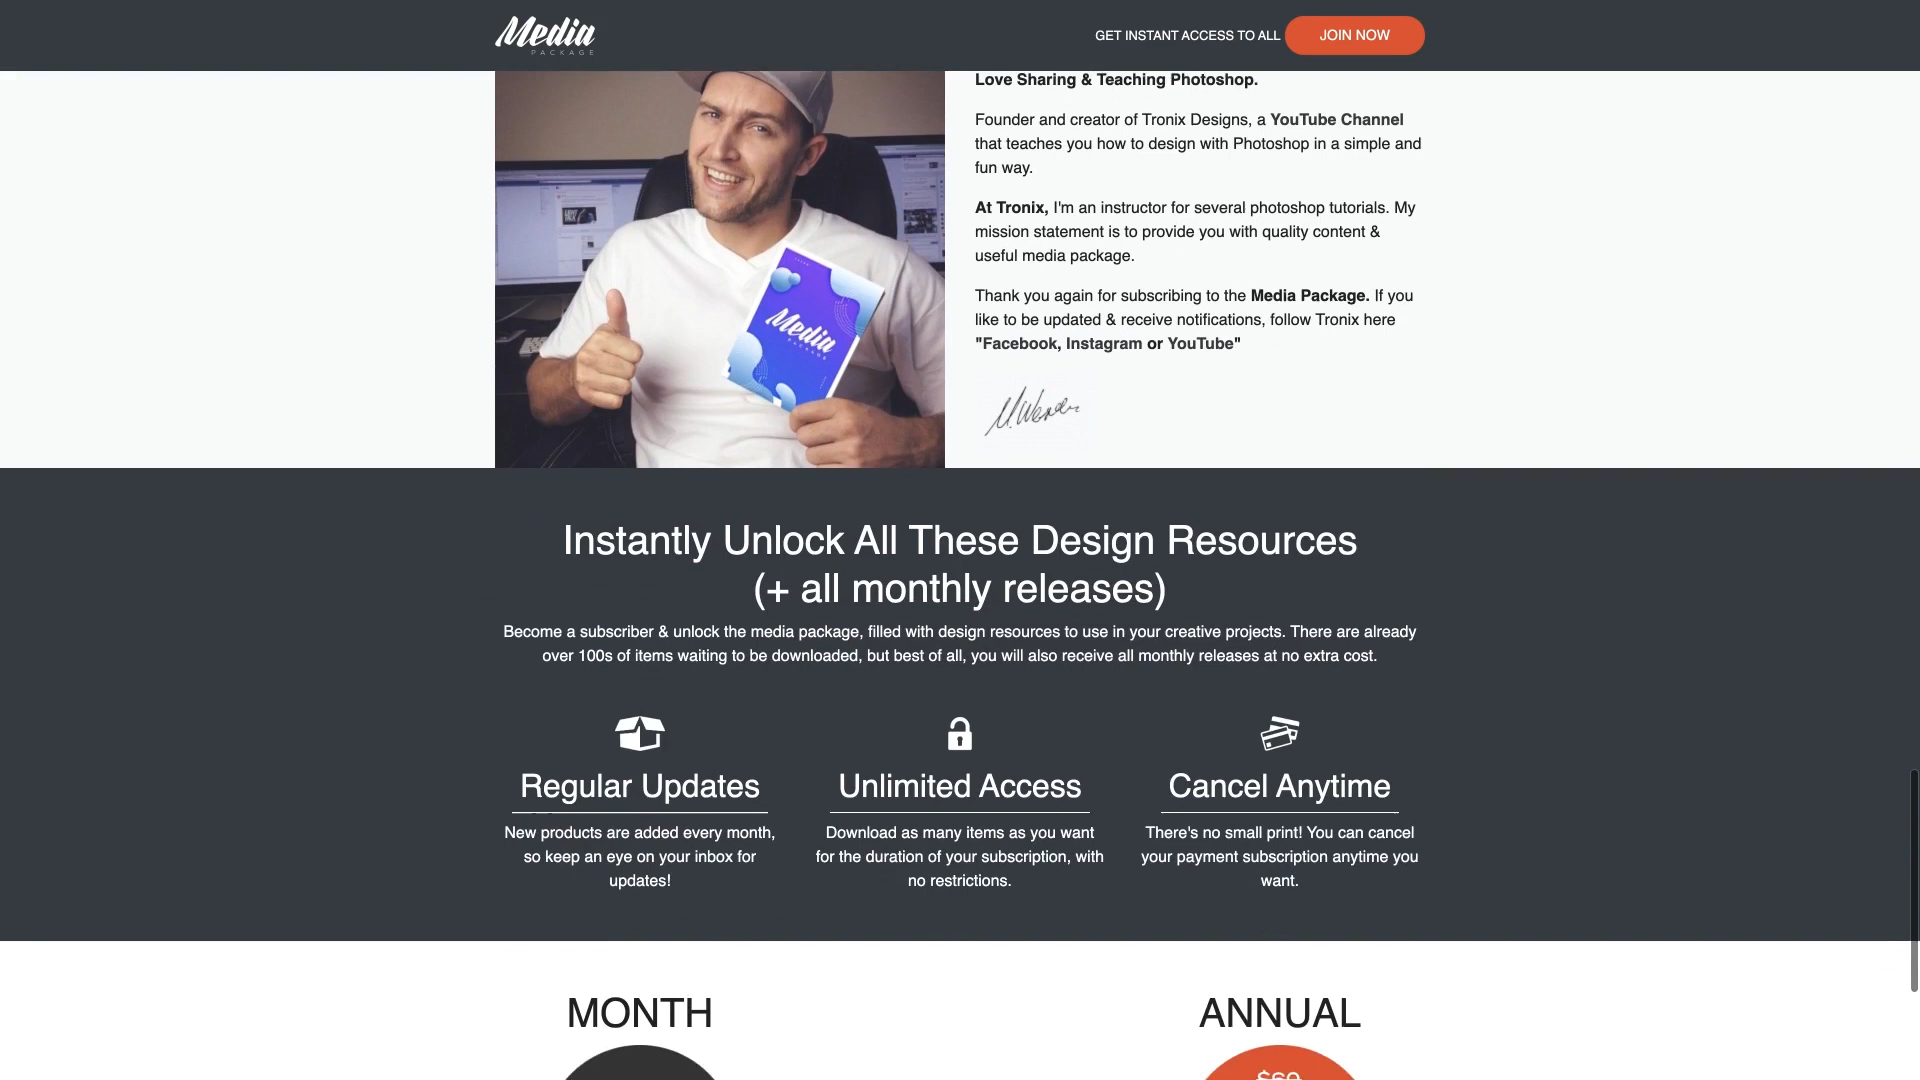 Media
PACKAGE
GET INSTANT ACCESS TO ALL
JOIN NOW
Love Sharing & Teaching Photoshop.
Founder and creator of Tronix Designs, a YouTube Channel
that teaches you how to design with Photoshop in a simple and
fun way.
At Tronix, I'm an instructor for several photoshop tutorials. My
mission statement is to provide you with quality content &
useful media package.
Thank you again for subscribing to the Media Package. If you
like to be updated & receive notifications, follow Tronix here
"Facebook, Instagram or YouTube"
Media
PACKAGE
Instantly Unlock All These Design Resources
(+ all monthly releases)
Become a subscriber & unlock the media package, filled with design resources to use in your creative projects. There are already
over 100s of items waiting to be downloaded, but best of all, you will also receive all monthly releases at no extra cost.
Regular Updates
New products are added every month,
so keep an eye on your inbox for
updates!
Unlimited Access
Download as many items as you want
for the duration of your subscription, with
no restrictions.
Cancel Anytime
There's no small print! You can cancel
your payment subscription anytime you
want.
MONTH
ANNUAL